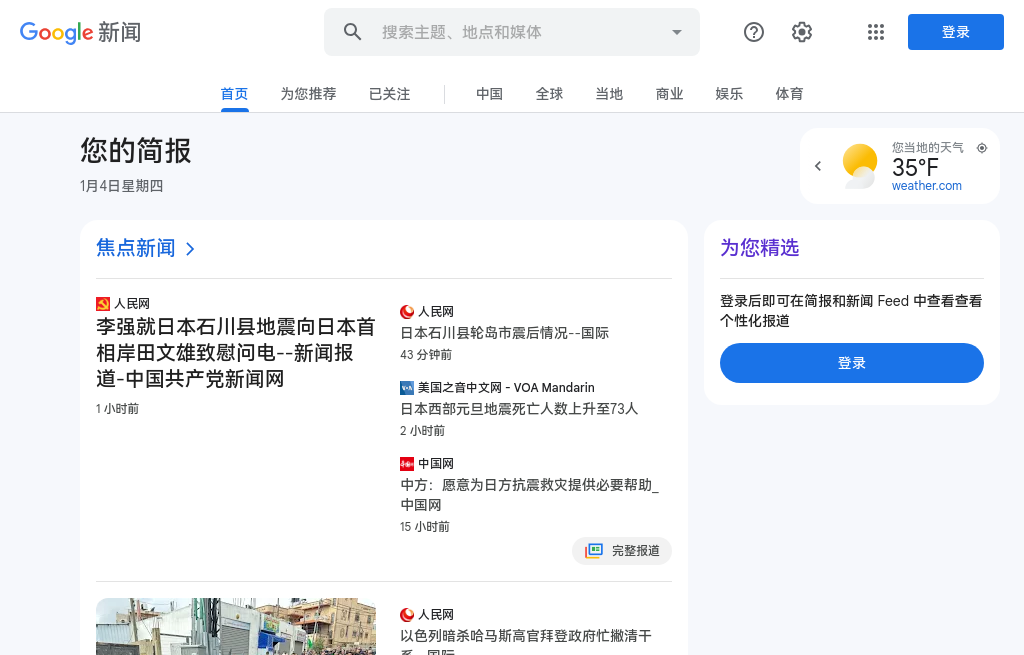 Google 新闻
搜索主题、地点和媒体
登录
首页
为您推荐
已关注
中国
全球
当地
商业
娱乐
体育
您的简报
1月4日星期四
您当地的天气
35°F
weather.com
焦点新闻
人民网
李强就日本石川县地震向日本首
相岸田文雄致慰问电--新闻报
道-中国共产党新闻网
1 小时前
人民网
日本石川县轮岛市震后情况--国际
43 分钟前
美国之音中文网 - VOA Mandarin
日本西部元旦地震死亡人数上升至73人
2 小时前
中国网
中方：愿意为日方抗震救灾提供必要帮助_
中国网
15 小时前
完整报道
人民网
以色列暗杀哈马斯高官拜登政府忙撇清干
系--国际
为您精选
登录后即可在简报和新闻 Feed 中查看查看
个性化报道
登录